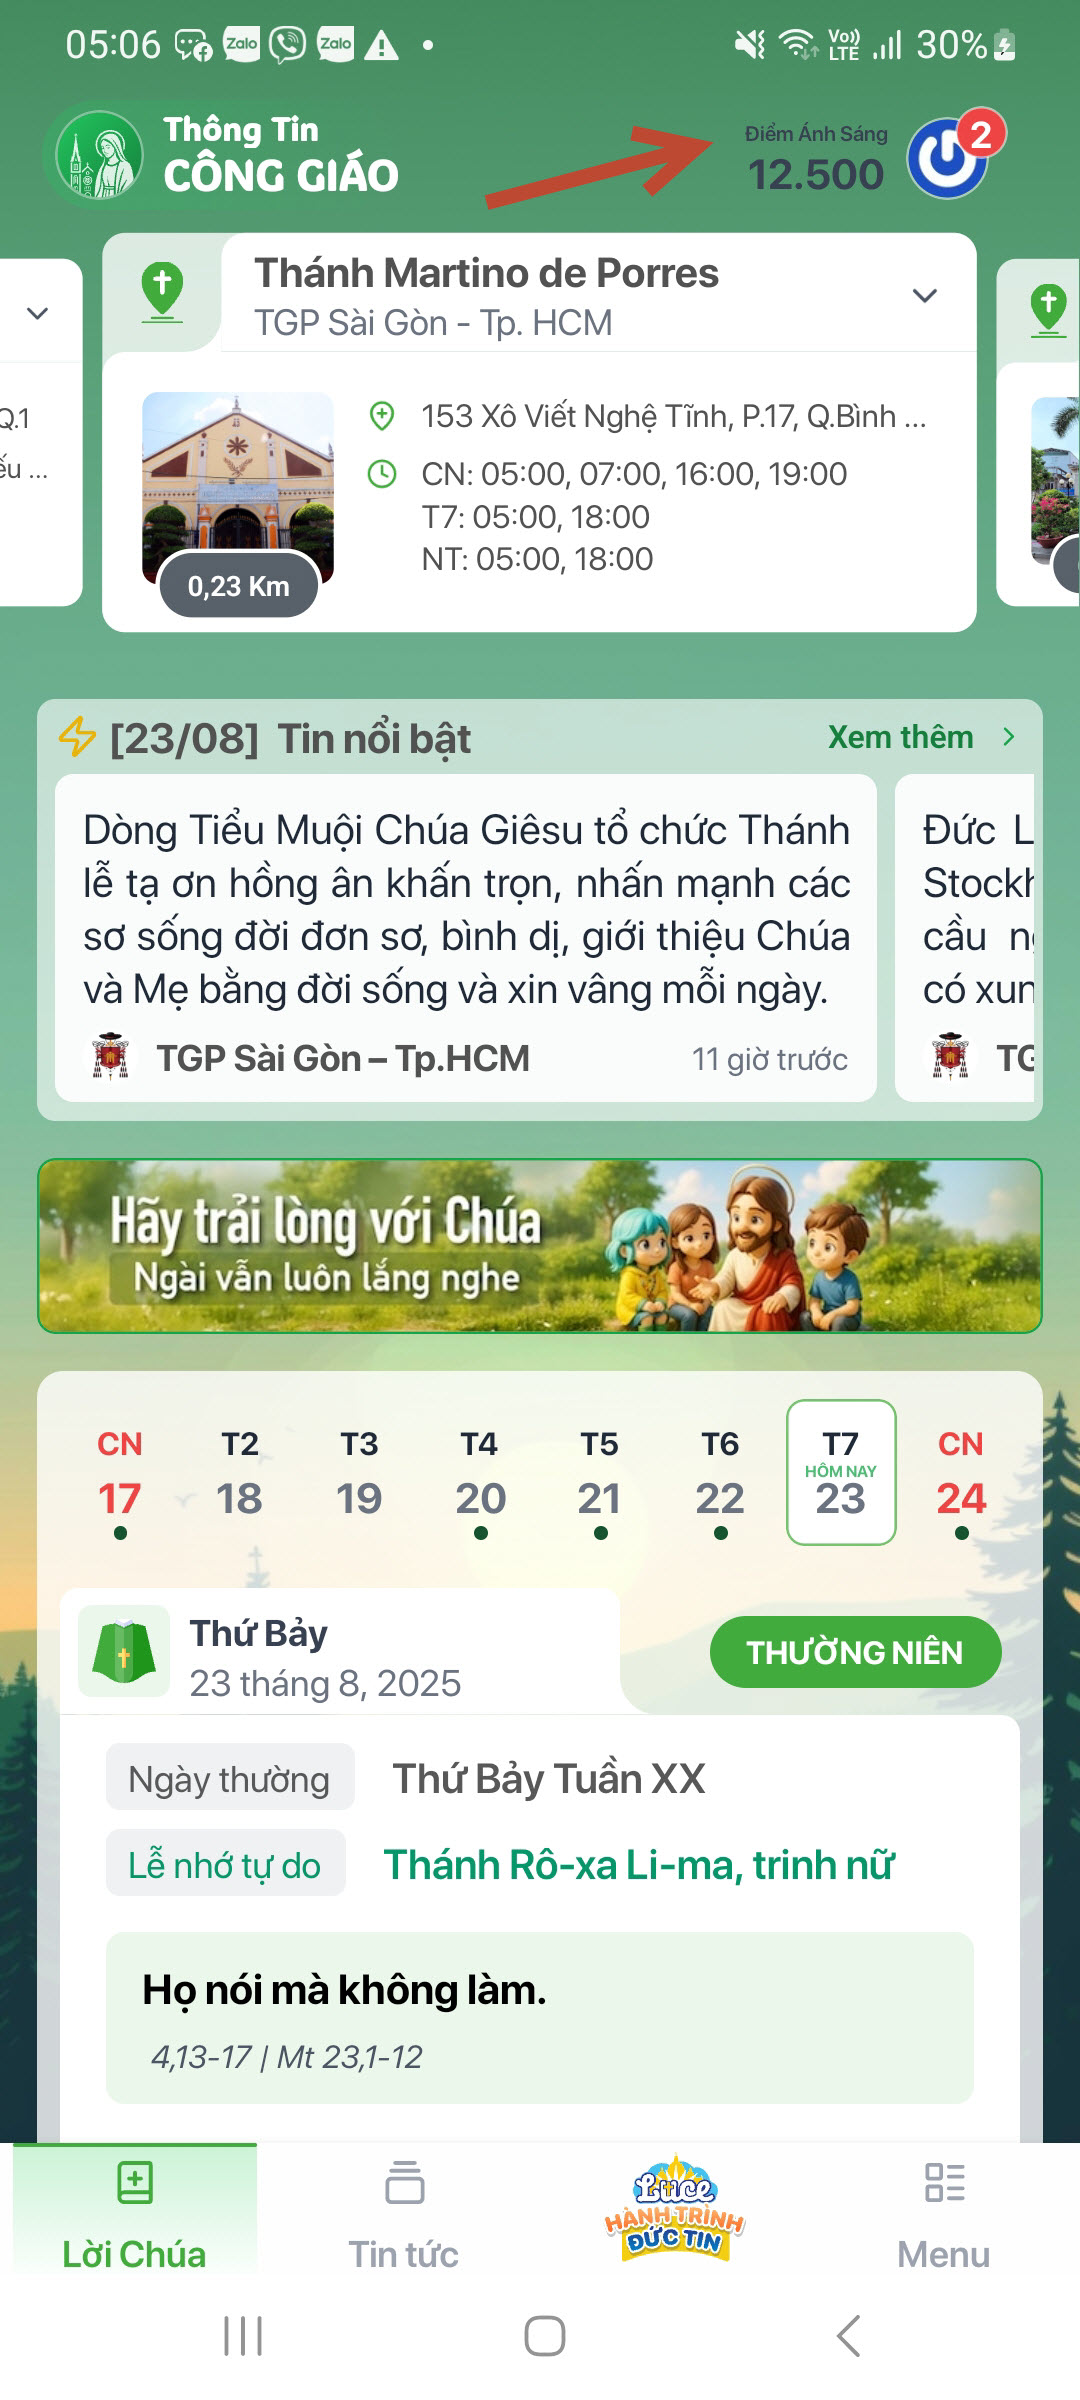 05:06
Zalo
Zalo
Vo))
LTE
30%
Thông Tin
CÔNG GIÁO
Điểm Ánh Sáng
12.500
2
Thánh Martino de Porres
TGP Sài Gòn - Tp. HCM
Q.1
153 Xô Viết Nghệ Tĩnh, P.17, Q.Bình ...
CN: 05:00, 07:00, 16:00, 19:00
T7: 05:00, 18:00
NT: 05:00, 18:00
0,23 Km
[23/08] Tin nổi bật
Xem thêm
Dòng Tiểu Muội Chúa Giêsu tổ chức Thánh
lễ tạ ơn hồng ân khấn trọn, nhấn mạnh các
sơ sống đời đơn sơ, bình dị, giới thiệu Chúa
và Mẹ bằng đời sống và xin vâng mỗi ngày.
TGP Sài Gòn – Tp.HCM
11 giờ trước
Đức L
Stockh
cầu
có xun
TG
Hãy trải lòng với Chúa
Ngài vẫn luôn lắng nghe
CN T2 T3 T4 T5 T6 T7 CN
HÔM NAY
17 18 19 20 21 22 23 24
Thứ Bảy
23 tháng 8, 2025
THƯỜNG NIÊN
Ngày thường
Thứ Bảy Tuần XX
Lễ nhớ tự do
Thánh Rô-xa Li-ma, trinh nữ
Họ nói mà không làm.
4,13-17 | Mt 23,1-12
Lời Chúa
Tin tức
Luce
HÀNH TRÌNH
ĐỨC TIN
Menu